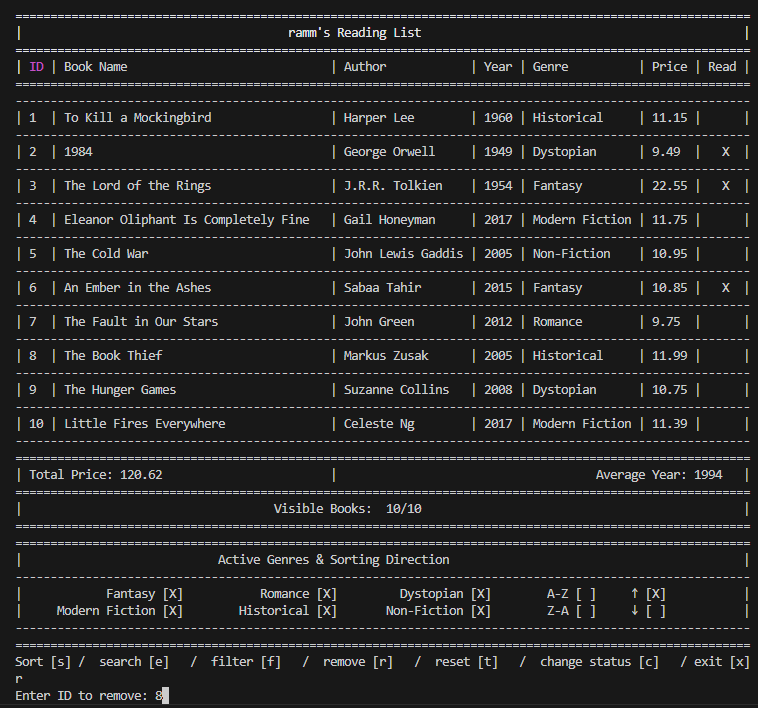 ramm's Reading List
| ID | Book Name | Author | Year | Genre | Price | Read |
| 1 | To Kill a Mockingbird | Harper Lee | 1960 | Historical | 11.15 | |
| 2 | 1984 | George Orwell | 1949 | Dystopian | 9.49 | X |
| 3 | The Lord of the Rings | J.R.R. Tolkien | 1954 | Fantasy | 22.55 | X |
| 4 | Eleanor Oliphant Is Completely Fine | Gail Honeyman | 2017 | Modern Fiction | 11.75 | |
| 5 | The Cold War | John Lewis Gaddis | 2005 | Non-Fiction | 10.95 | |
| 6 | An Ember in the Ashes | Sabaa Tahir | 2015 | Fantasy | 10.85 | X |
| 7 | The Fault in Our Stars | John Green | 2012 | Romance | 9.75 | |
| 8 | The Book Thief | Markus Zusak | 2005 | Historical | 11.99 | |
| 9 | The Hunger Games | Suzanne Collins | 2008 | Dystopian | 10.75 | |
| 10 | Little Fires Everywhere | Celeste Ng | 2017 | Modern Fiction | 11.39 | |
| Total Price: 120.62 | Average Year: 1994 |
| Visible Books: 10/10 |
| Active Genres & Sorting Direction |
| Fantasy [X] Romance [X] Dystopian [X] A-Z [ ] ↑ [X] |
| Modern Fiction [X] Historical [X] Non-Fiction [X] Z-A [ ] ↓ [ ] |
Sort [s] / search [e] / filter [f] / remove [r] / reset [t] / change status [c] / exit [x]
r
Enter ID to remove: 8